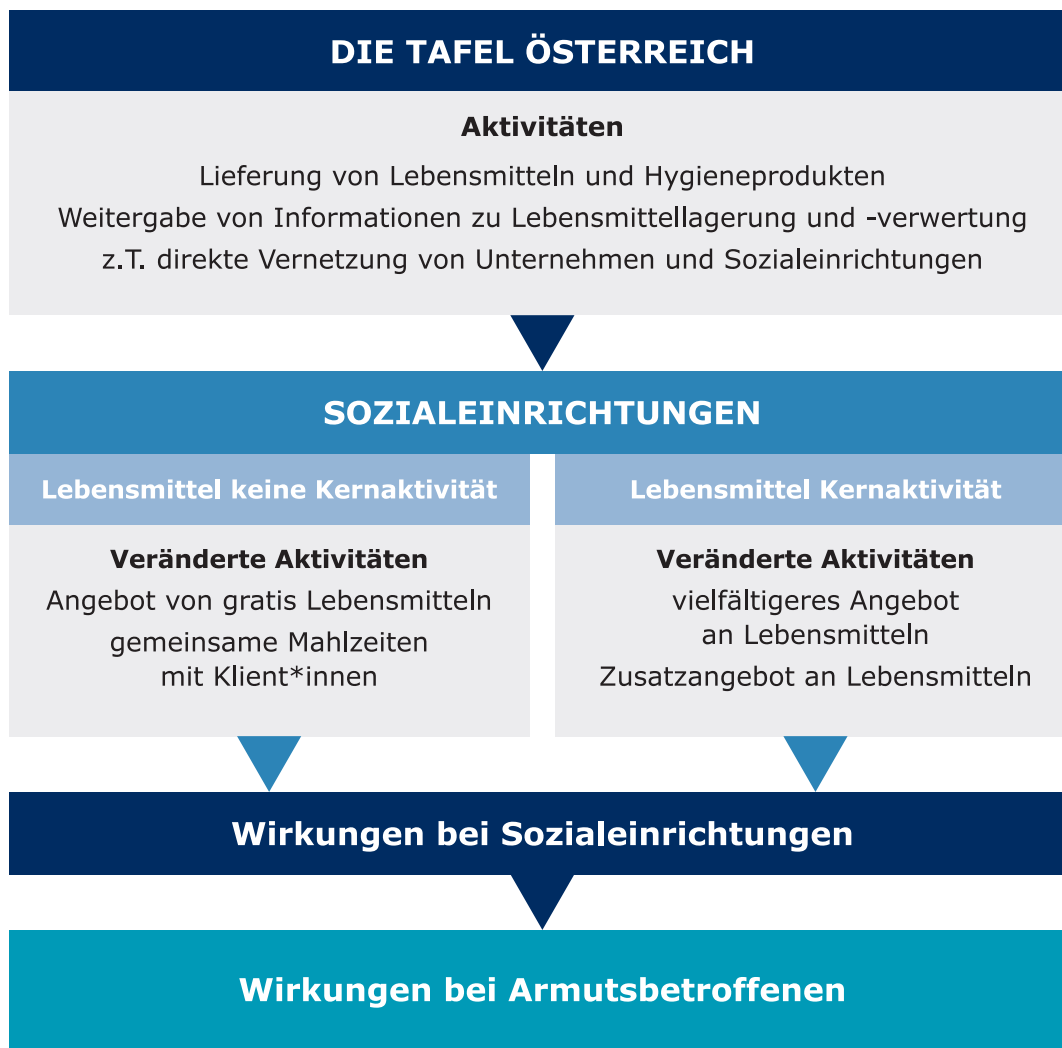 DIE TAFEL ÖSTERREICH
Aktivitäten
Lieferung von Lebensmitteln und Hygieneprodukten
Weitergabe von Informationen zu Lebensmittellagerung und -verwertung
z.T. direkte Vernetzung von Unternehmen und Sozialeinrichtungen
SOZIALEINRICHTUNGEN
Lebensmittel keine Kernaktivität
Veränderte Aktivitäten
Angebot von gratis Lebensmitteln
gemeinsame Mahlzeiten
mit Klient*innen
Lebensmittel Kernaktivität
Veränderte Aktivitäten
vielfältigeres Angebot
an Lebensmitteln
Zusatzangebot an Lebensmitteln
Wirkungen bei Sozialeinrichtungen
Wirkungen bei Armutsbetroffenen